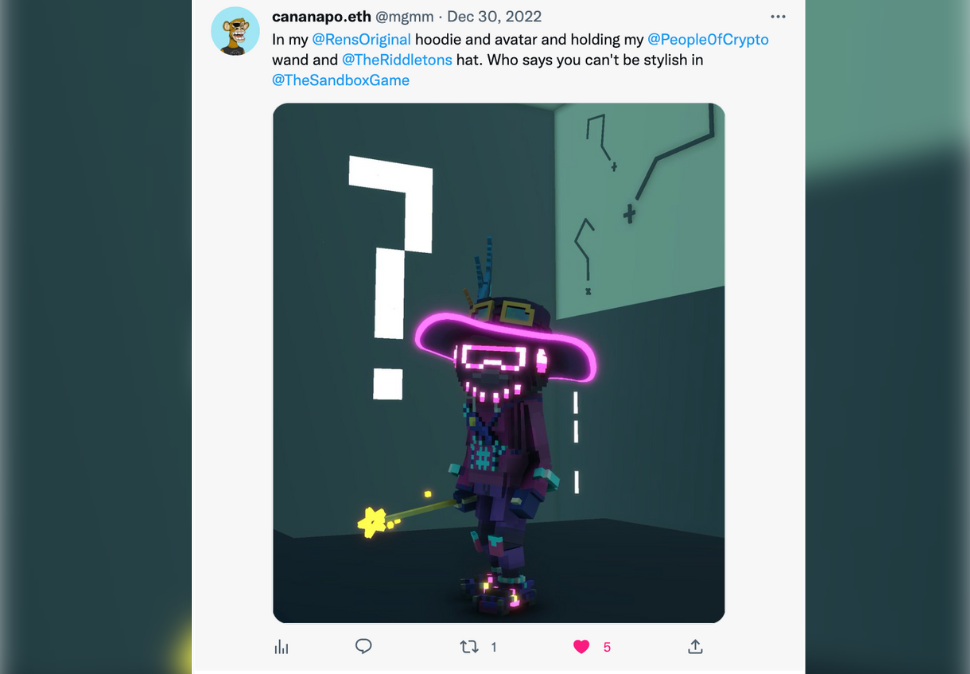 cananapo.eth @mgmm · Dec 30, 2022
In my @RensOriginal hoodie and avatar and holding my @PeopleOfCrypto
wand and @TheRiddletons hat. Who says you can't be stylish in
@TheSandboxGame
?
1
5